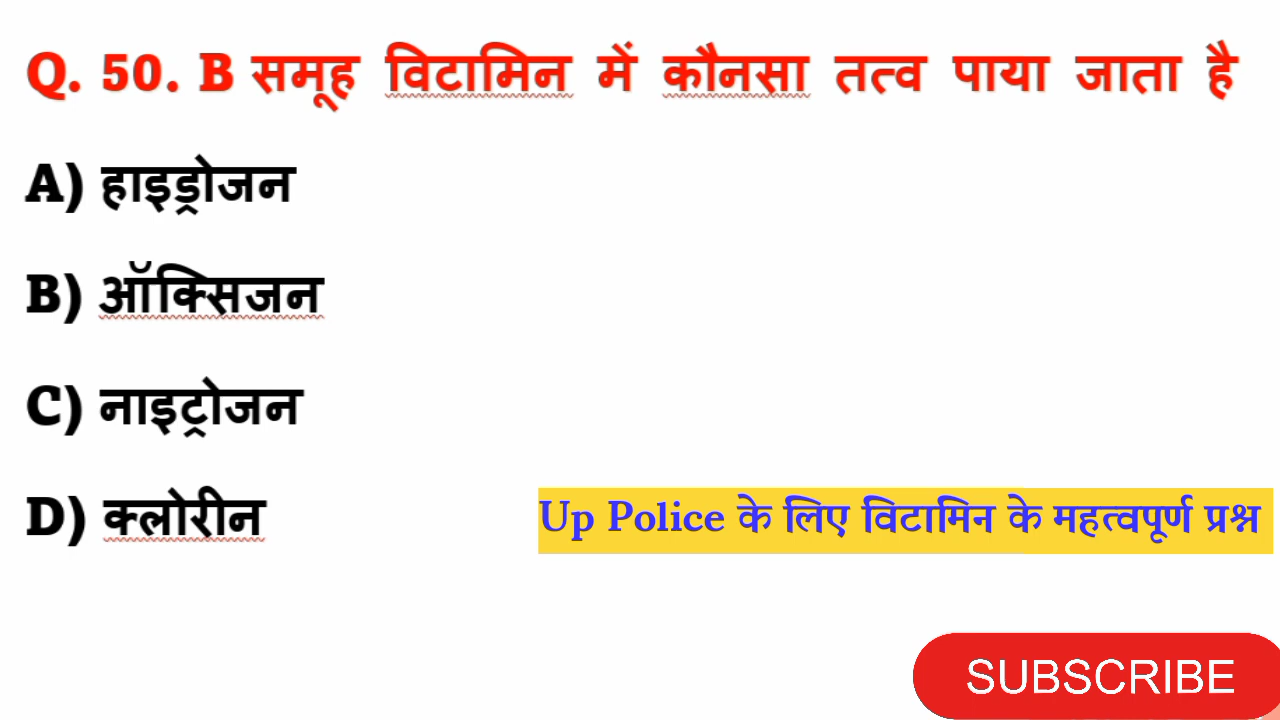 Q. 50. B समूह विटामिन में कौनसा तत्व पाया जाता है
A) हाइड्रोजन
B) ऑक्सिजन
C) नाइट्रोजन
D) क्लोरीन
Up Police के लिए विटामिन के महत्वपूर्ण प्रश्न
SUBSCRIBE